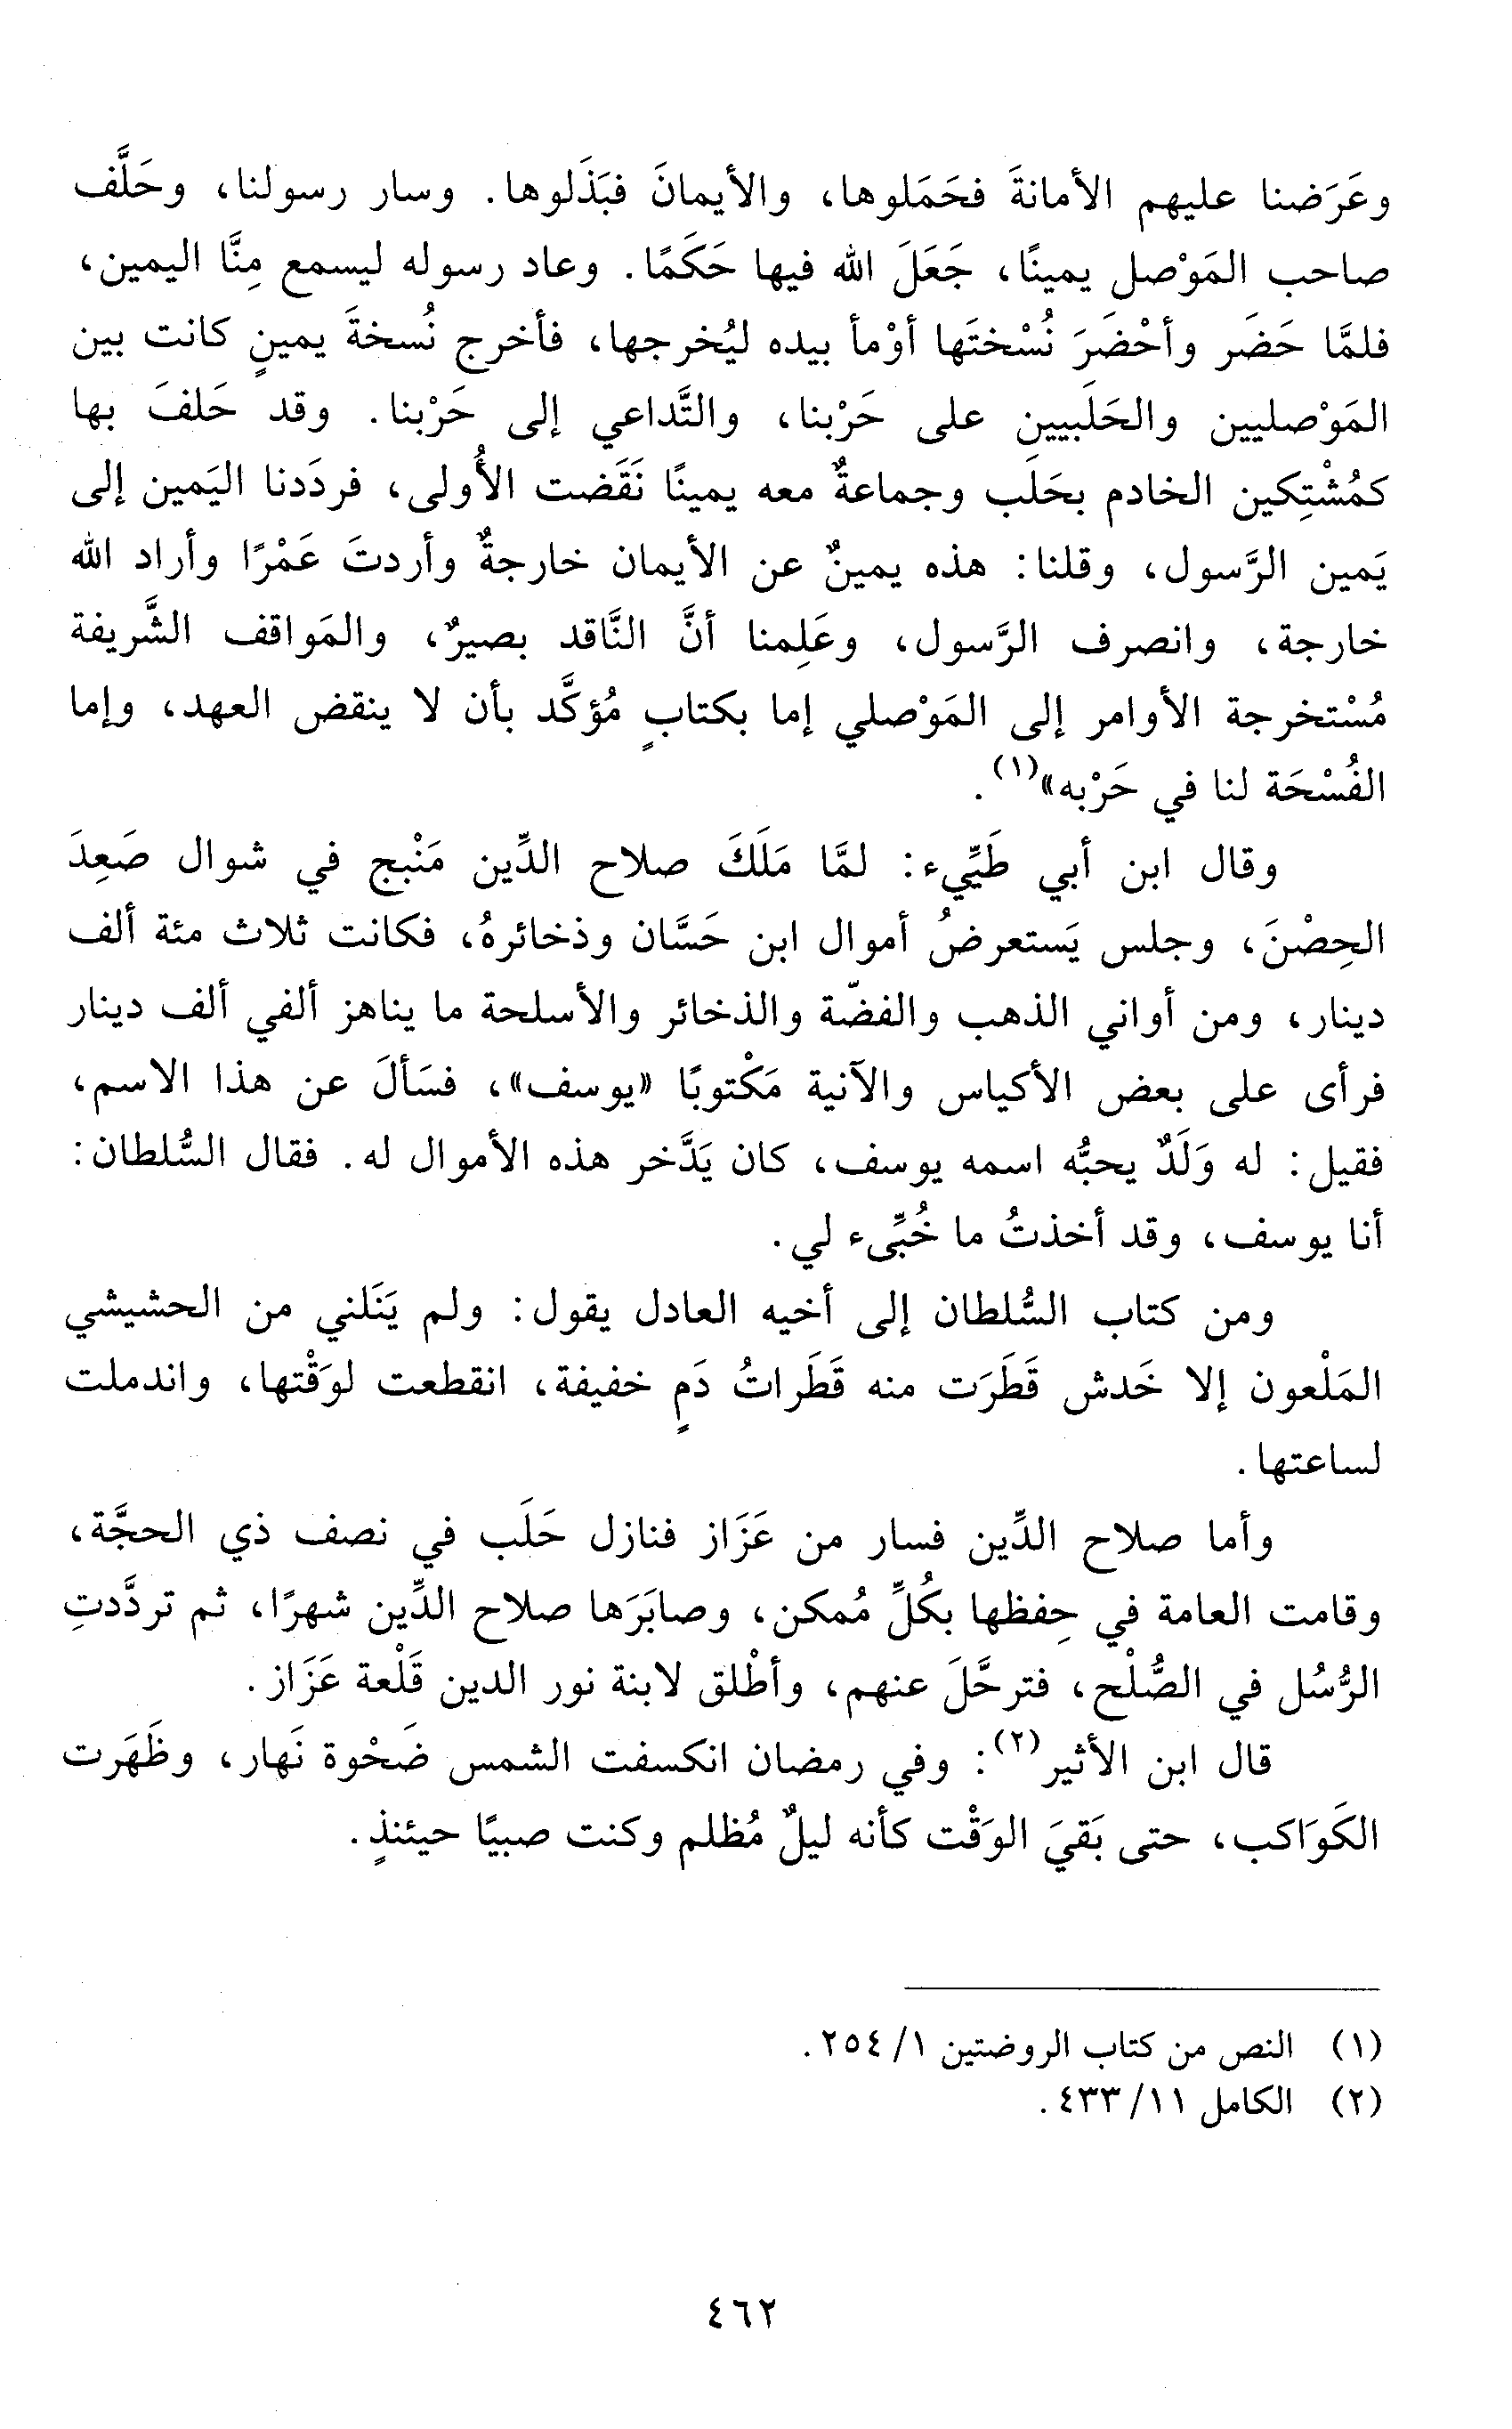 وعَرَضنا عليهم الأمانةَ فحَمَلوها، والأيمانَ فبَذَلوها. وسار رسولنا، وحَلَّف
صاحب المَوْصل يمينًا، جَعَلَ الله فيها حَكَمًا. وعاد رسوله ليسمع مِنَّا اليمين،
فلمَّا حَضَر وأحْضَرَ نُسْختَها أوْمأ بيده ليُخرجها، فأخرج نُسخةَ يمينٍ كانت بين
المَوْصليين والحَلَبيين على حَرْبنا، والتَّداعي إلى حَرْبنا. وقد حَلفَ بها
كمُشْتِكين الخادم بحَلَب وجماعةٌ معه يمينًا نَقَضت الأُولى، فردَدنا اليَمين إلى
يَمين الرَّسول، وقلنا: هذه يمينٌ عن الأيمان خارجةٌ وأردتَ عَمْرًا وأراد الله
خارجة، وانصرف الرَّسول، وعَلِمنا أنَّ النَّاقد بصيرٌ، والمَواقف الشَّريفة
مُسْتخرجة الأوامر إلى المَوْصلي إما بكتابٍ مُؤكَّد بأن لا ينقض العهد، وإما
الفُسْحَة لنا في حَرْبه»(١).
وقال ابن أبي طَيِّيء: لمَّا مَلَكَ صلاح الدِّين مَنْبج في شوال صَعِدَ
الحِصْنَ، وجلس يَستعرضُ أموال ابن حَسَّان وذخائرهُ، فكانت ثلاث مئة ألف
دينار، ومن أواني الذهب والفضّة والذخائر والأسلحة ما يناهز ألفي ألف دينار
فرأى على بعض الأكياس والآنية مَكْتوبًا «يوسف»، فسَألَ عن هذا الاسم،
فقيل: له وَلَدٌ يحبُّه اسمه يوسف، كان يَدَّخر هذه الأموال له. فقال السُّلطان:
أنا يوسف، وقد أخذتُ ما خُبِّىء لي.
ومن كتاب السُّلطان إلى أخيه العادل يقول: ولم يَنَلني من الحشيشي
المَلْعون إلا خَدش قَطَرَت منه قَطَراتُ دَمٍ خفيفة، انقطعت لوَقْتها، واندملت
لساعتها.
وأما صلاح الدِّين فسار من عَزَاز فنازل حَلَب في نصف ذي الحجَّة،
وقامت العامة في حِفظها بكُلِّ مُمكن، وصابَرَها صلاح الدِّين شهرًا، ثم تردَّدتِ
الرُّسُل في الصُّلْح، فترحَّلَ عنهم، وأطْلق لابنة نور الدين قَلْعة عَزَاز.
قال ابن الأثير(٢): وفي رمضان انكسفت الشمس ضَحْوة نَهار، وظَهَرت
الكَوَاكب، حتى بَقيَ الوَقْت كأنه ليلٌ مُظلم وكنت صبيًا حيئنذٍ.
(١) النص من كتاب الروضتين ١/ ٢٥٤.
(٢) الكامل ١١/ ٤٣٣.
٤٦٢